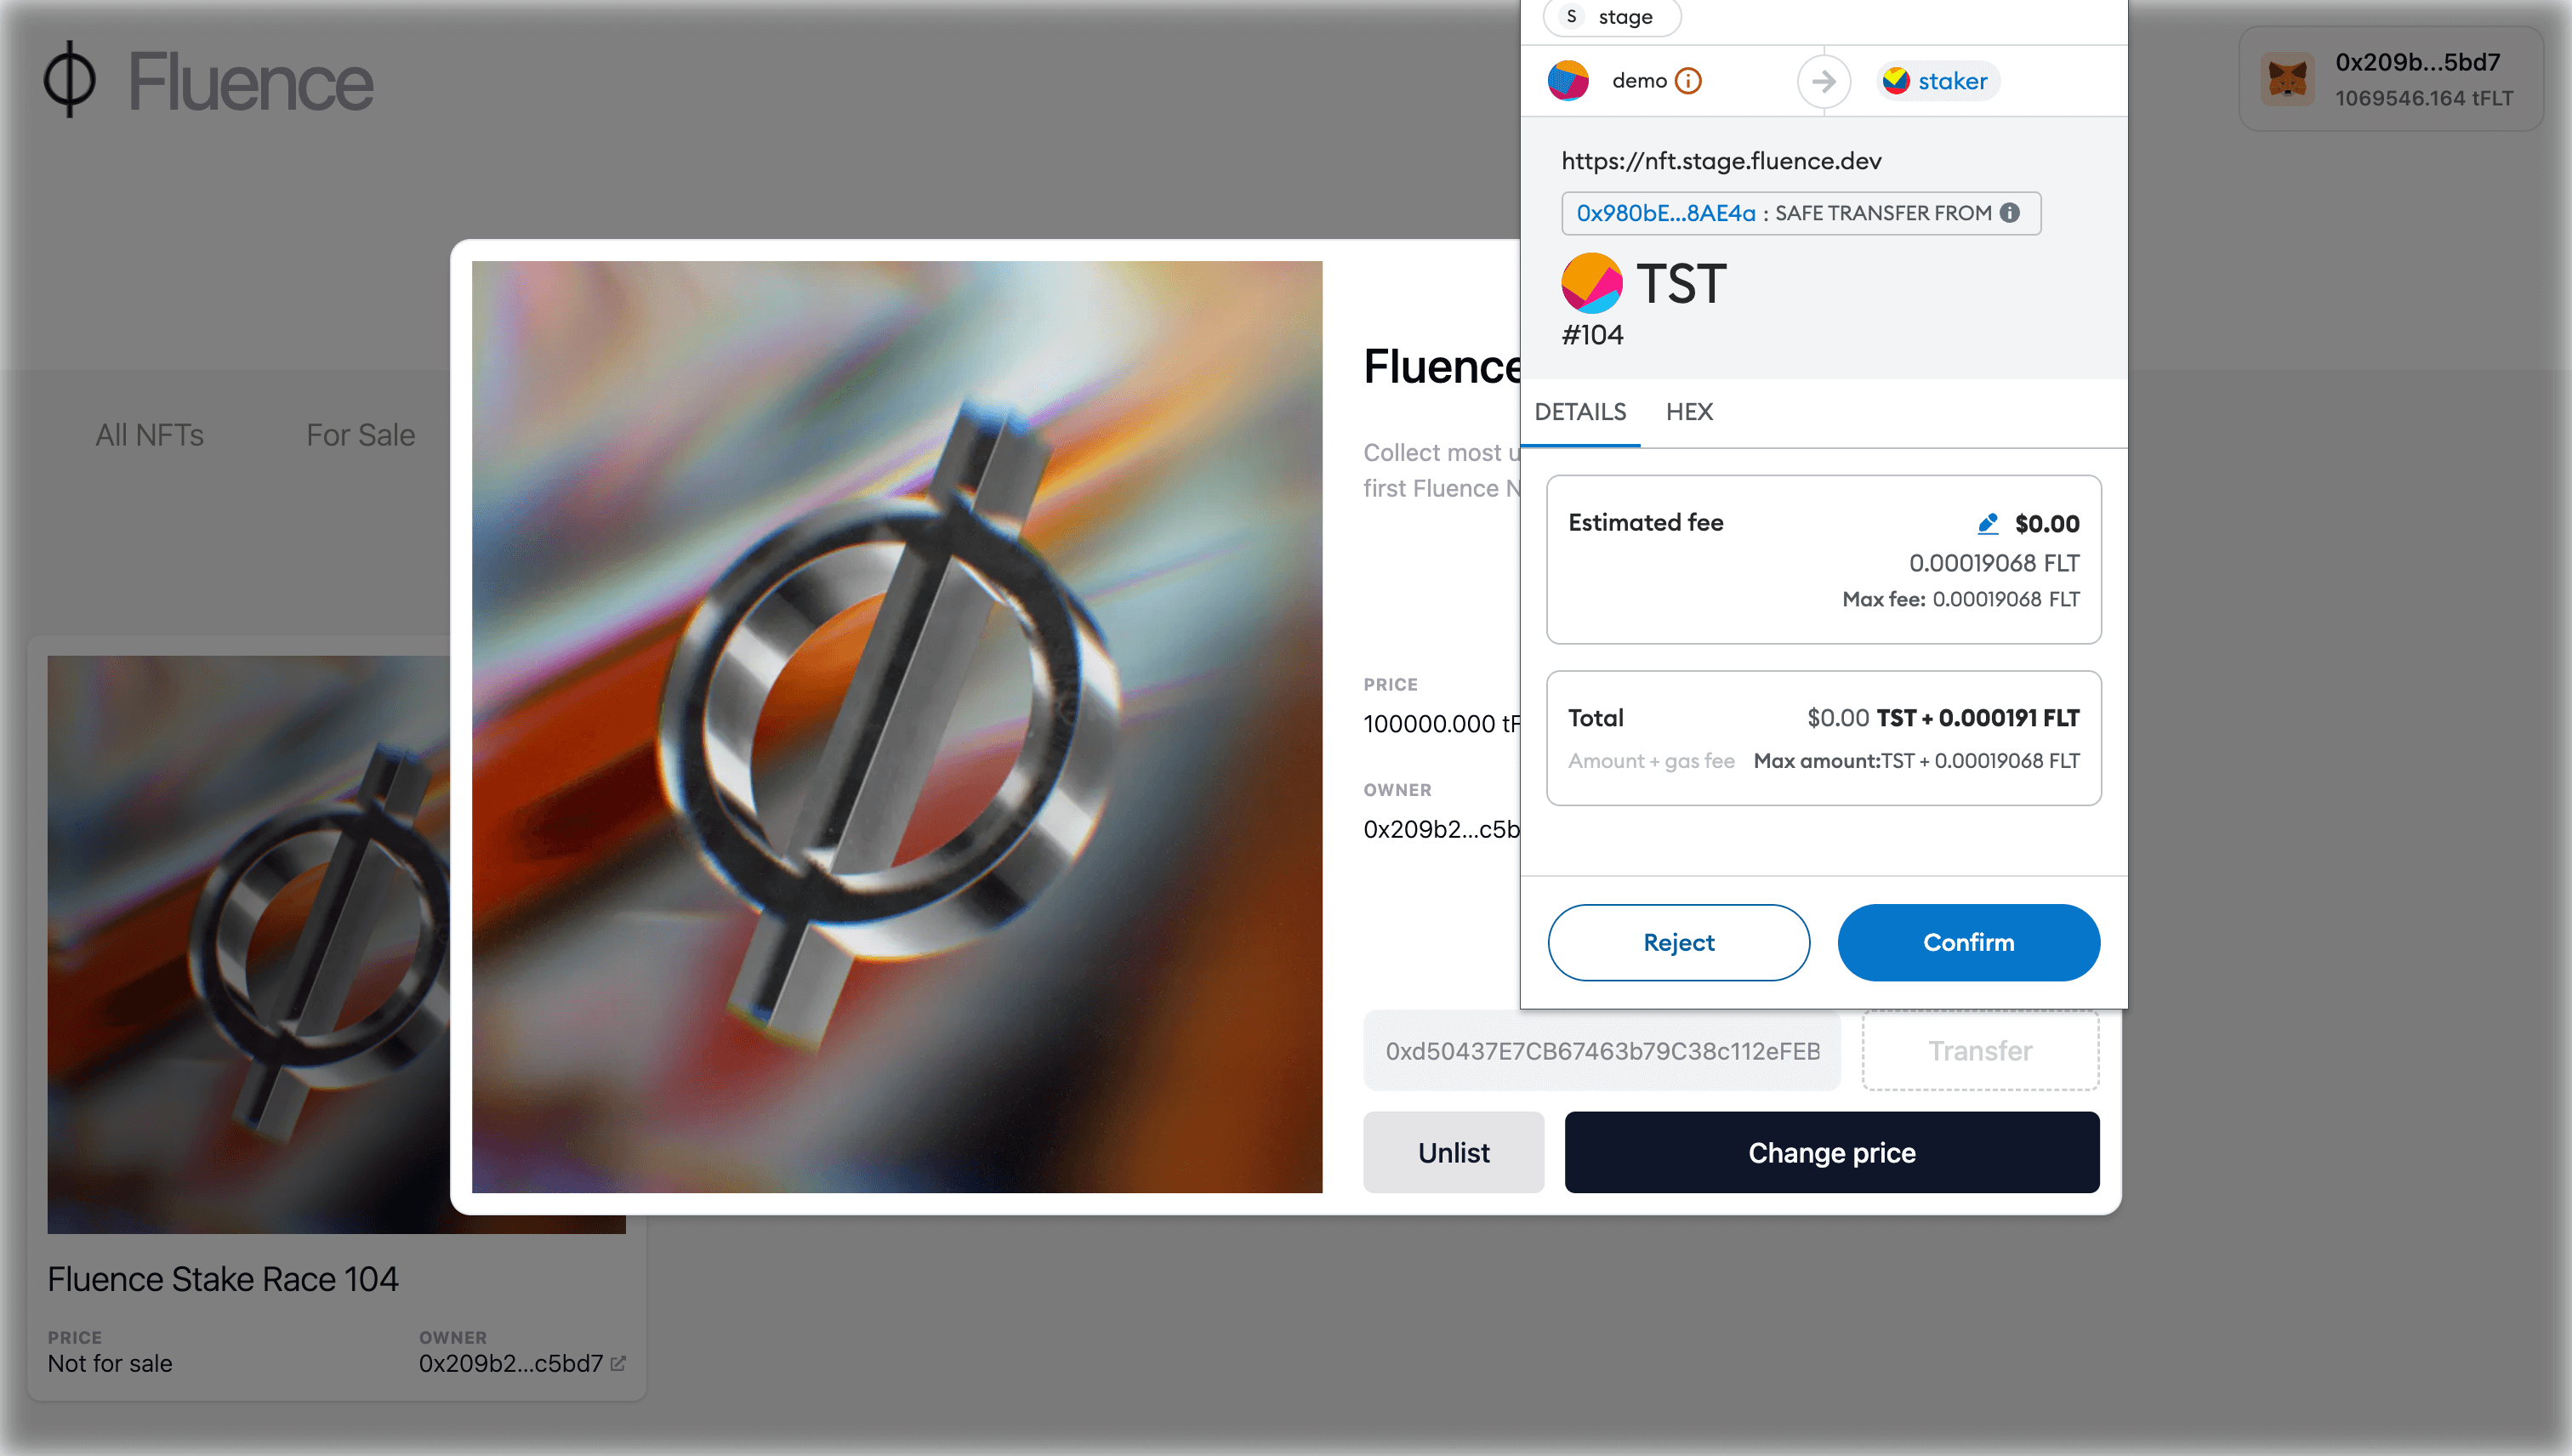 Fluence
0x209b...5bd7
1069546.164 tFLT
S stage
demo
staker
https://nft.stage.fluence.dev
0x980bE...8AE4a : SAFE TRANSFER FROM
TST
#104
DETAILS HEX
Estimated fee $0.00
0.00019068 FLT
Max fee: 0.00019068 FLT
Total $0.00 TST + 0.000191 FLT
Amount + gas fee Max amount:TST + 0.00019068 FLT
Reject Confirm
All NFTs For Sale
Fluence
Collect most
first Fluence
PRICE
100000.000
OWNER
0x209b2...c5b
0xd50437E7CB67463b79C38c112eFEB
Transfer
Unlist Change price
Fluence Stake Race 104
PRICE OWNER
Not for sale 0x209b2...c5bd7